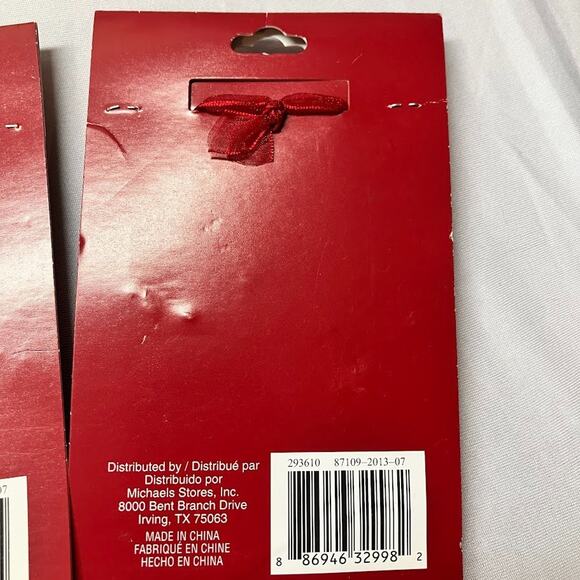 Distributed by / Distribué par
Distribuido por
Michaels Stores, Inc.
8000 Bent Branch Drive
Irving, TX 75063
MADE IN CHINA
FABRIQUÉ EN CHINE
HECHO EN CHINA
293610 87109-2013-07
8 86946 32998 2
07